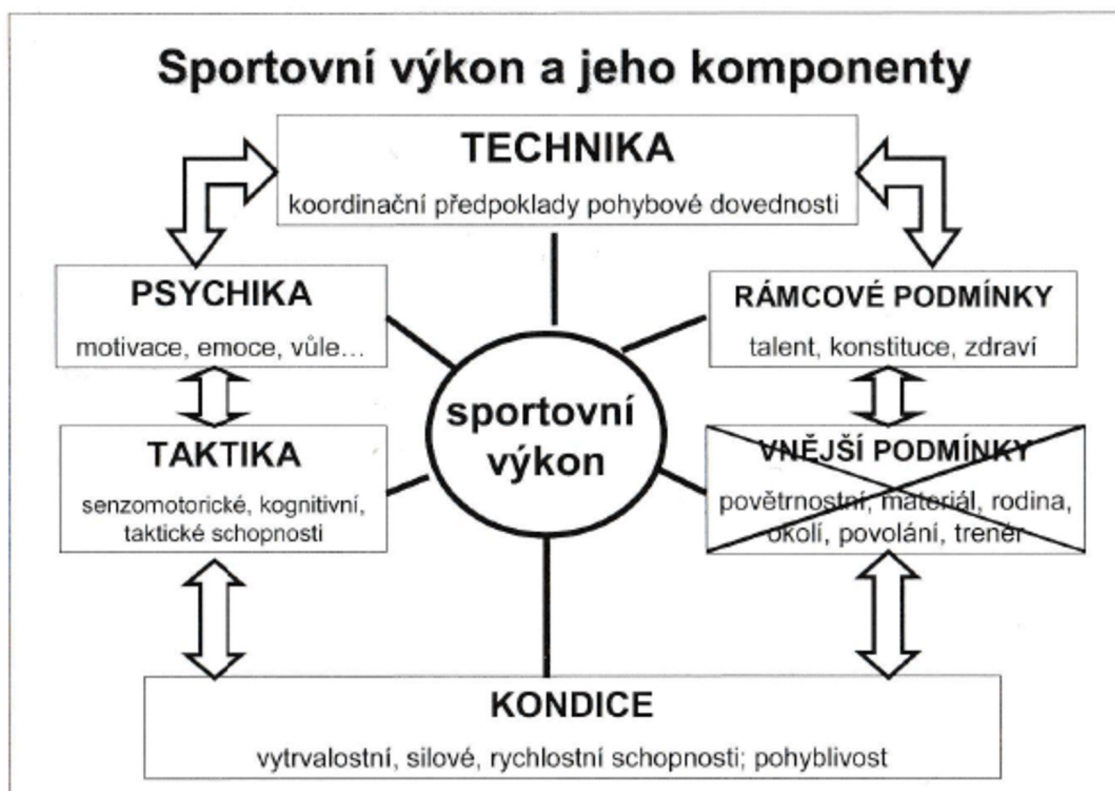 Sportovní výkon a jeho komponenty
TECHNIKA
koordinační předpoklady pohybové dovednosti
PSYCHIKA
motivace, emoce, vůle...
RÁMCOVÉ PODMÍNKY
talent, konstituce, zdraví
sportovní
výkon
TAKTIKA
senzomotorické, kognitivní,
taktické schopnosti
VNĚJŠÍ PODMÍNKY
povětrnostní, materiál, rodina,
okolí, povolání, trenér
KONDICE
vytrvalostní, silové, rychlostní schopnosti; pohyblivost